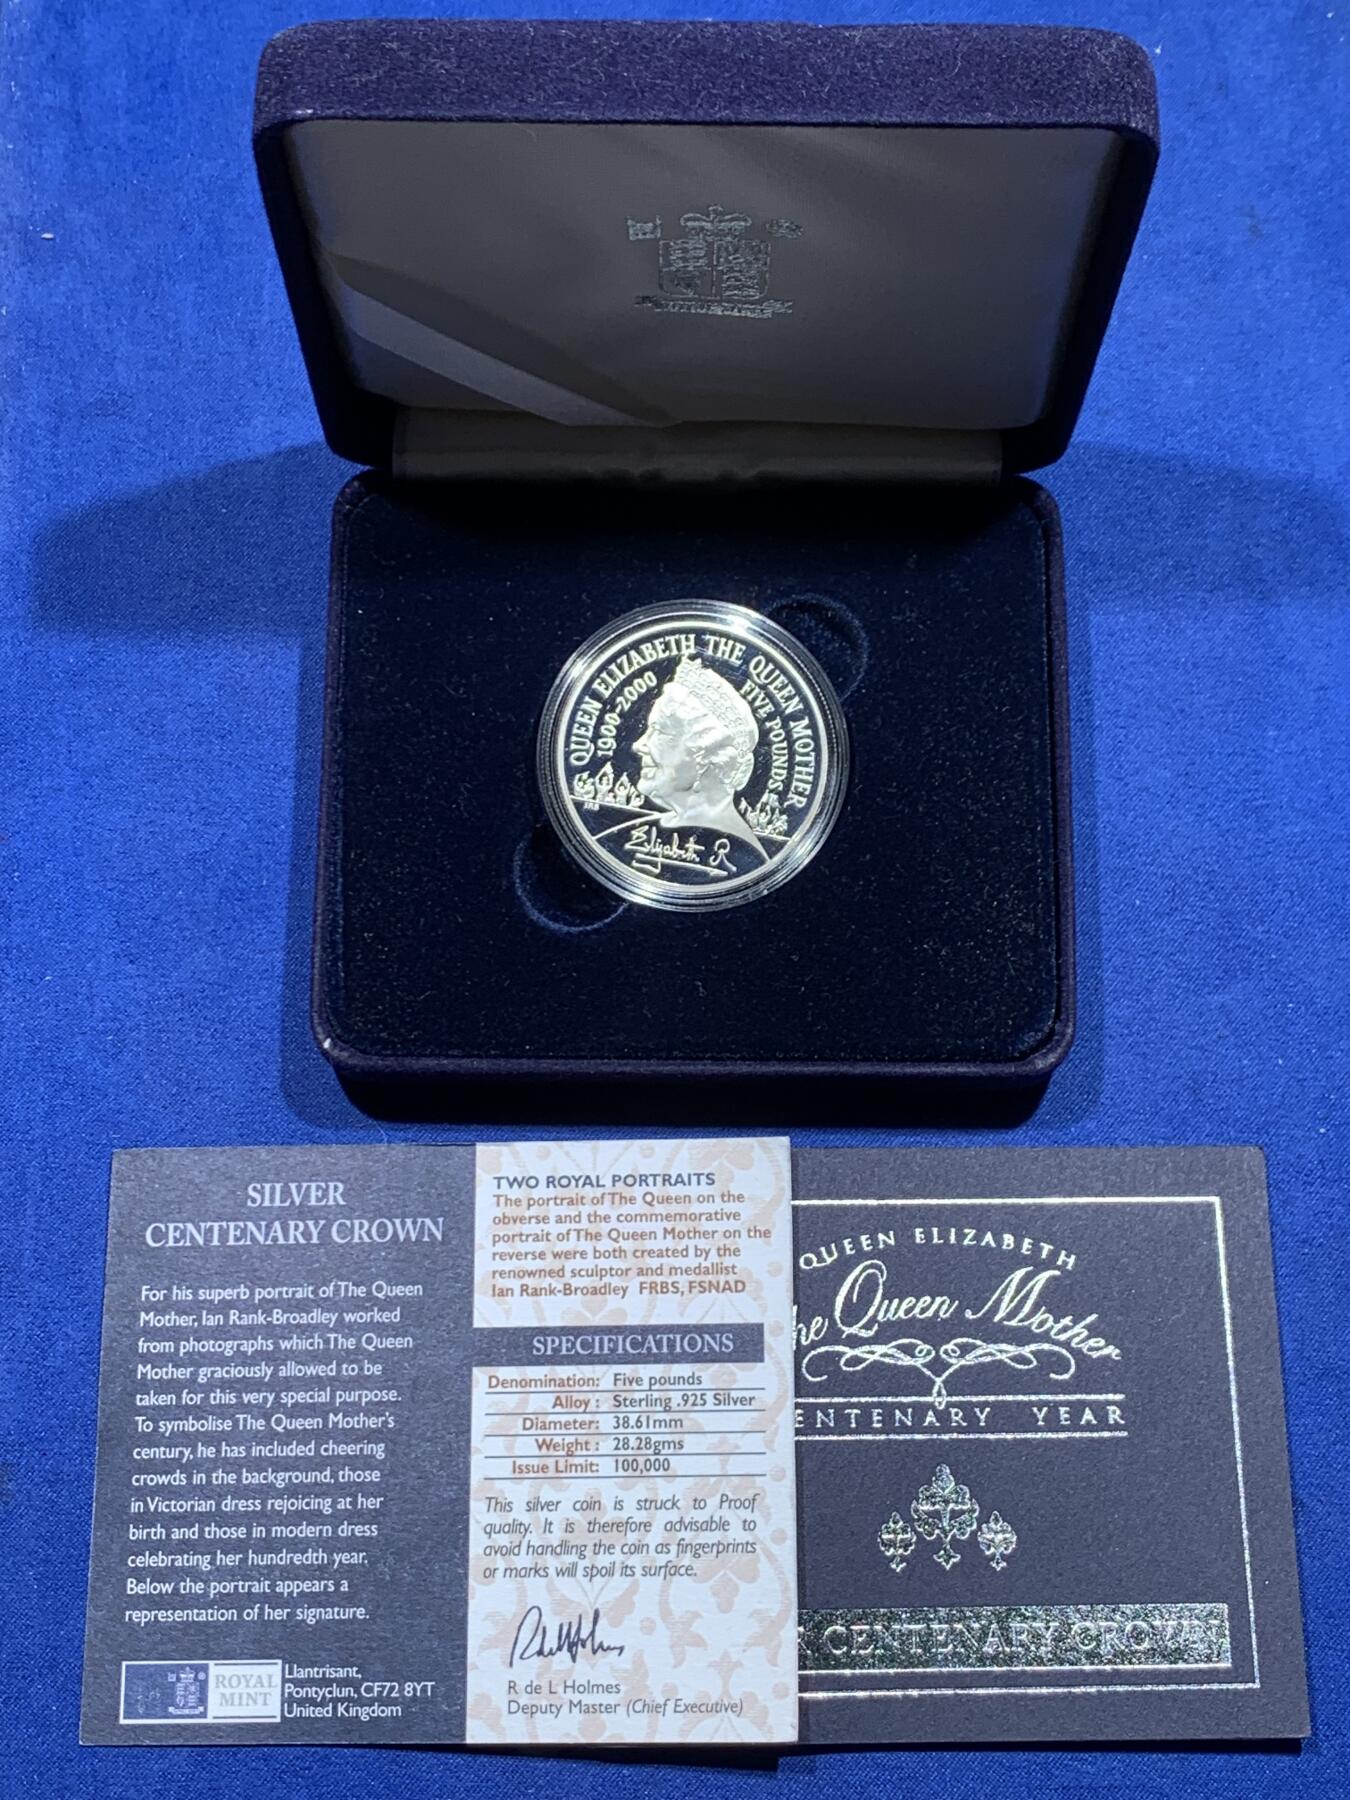 QUEEN ELIZABETH THE QUEEN MOTHER
1900-2000
FIVE POUNDS
IRB
Elizabeth R
SILVER
CENTENARY CROWN
For his superb portrait of The Queen
Mother, Ian Rank-Broadley worked
from photographs which The Queen
Mother graciously allowed to be
taken for this very special purpose.
To symbolise The Queen Mother's
century, he has included cheering
crowds in the background, those
in Victorian dress rejoicing at her
birth and those in modern dress
celebrating her hundredth year.
Below the portrait appears a
representation of her signature.
ROYAL
MINT
Llantrisant,
Pontyclun, CF72 8YT
United Kingdom
TWO ROYAL PORTRAITS
The portrait of The Queen on the
obverse and the commemorative
portrait of The Queen Mother on the
reverse were both created by the
renowned sculptor and medallist
Ian Rank-Broadley FRBS, FSNAD
SPECIFICATIONS
Denomination: Five pounds
Alloy : Sterling .925 Silver
Diameter: 38.61mm
Weight : 28.28gms
Issue Limit: 100,000
This silver coin is struck to Proof
quality. It is therefore advisable to
avoid handling the coin as fingerprints
or marks will spoil its surface.
R de L Holmes
Deputy Master (Chief Executive)
QUEEN ELIZABETH
he Queen Mother
ENTENARY YEAR
R CENTENARY CROWN